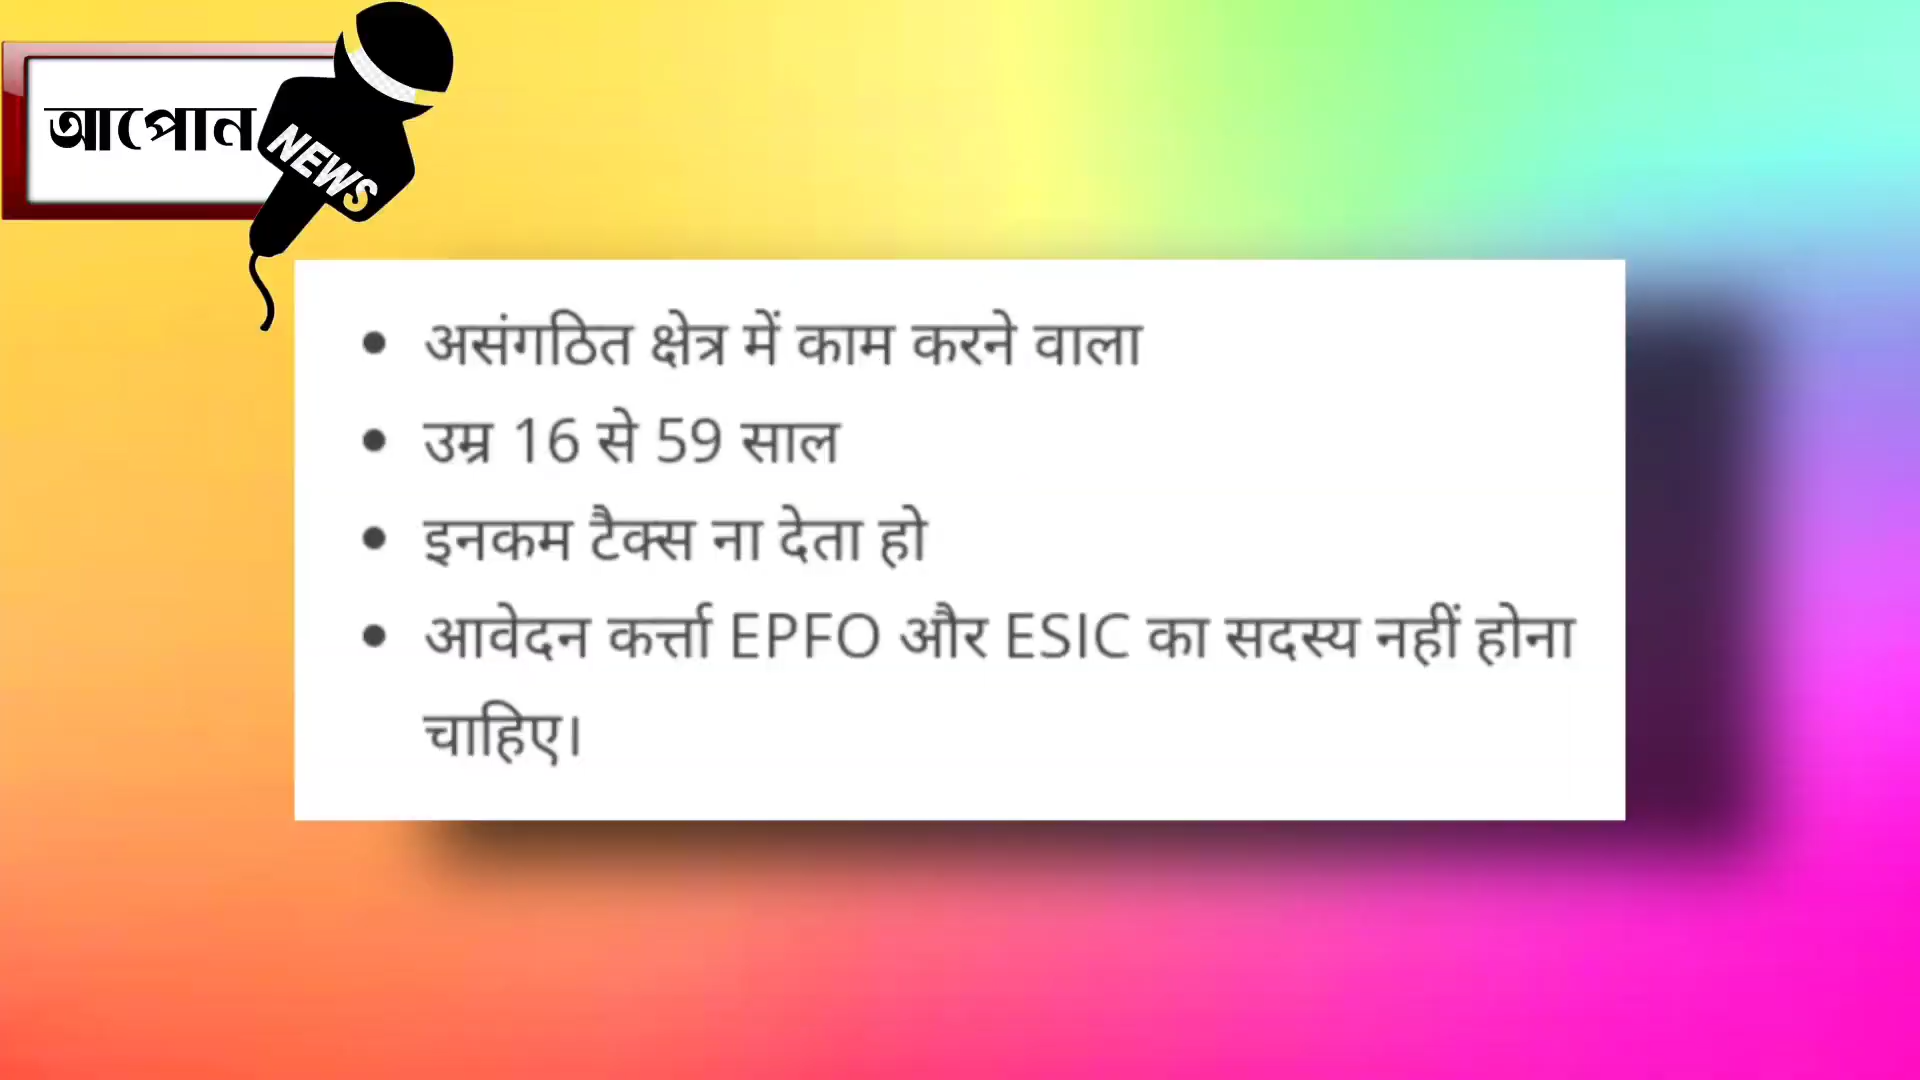 আপোন
NEWS
असंगठित क्षेत्र में काम करने वाला
उम्र 16 से 59 साल
इनकम टैक्स ना देता हो
आवेदन कर्त्ता EPFO और ESIC का सदस्य नहीं होना
चाहिए।